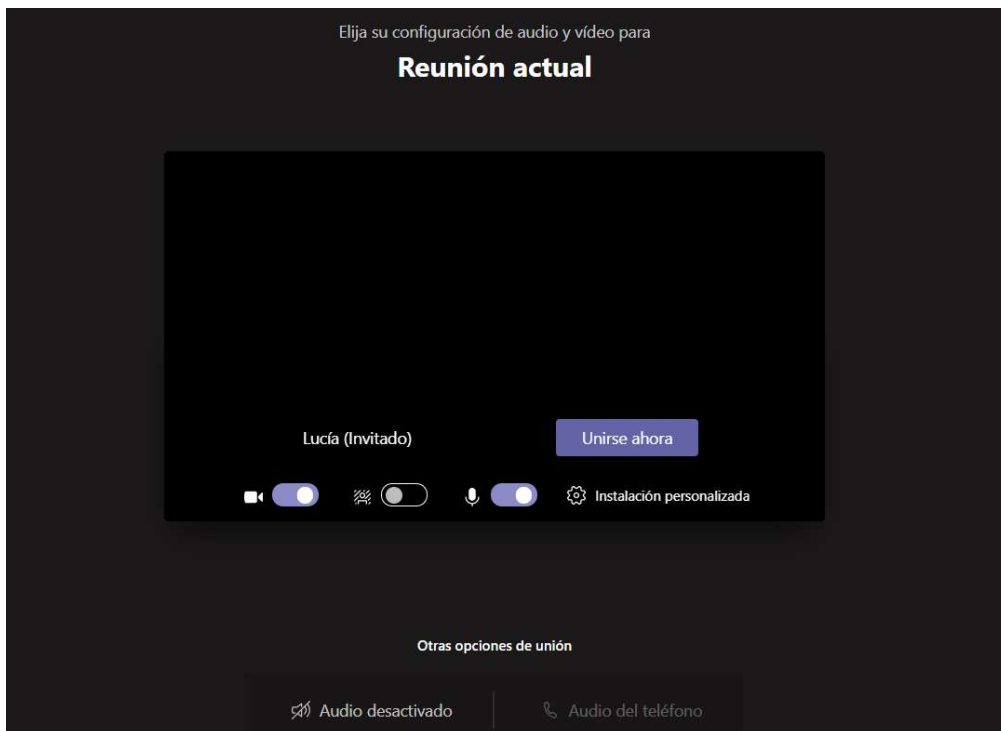 Elija su configuración de audio y vídeo para
Reunión actual
Lucía (Invitado)
Unirse ahora
Instalación personalizada
Otras opciones de unión
Audio desactivado
Audio del teléfono